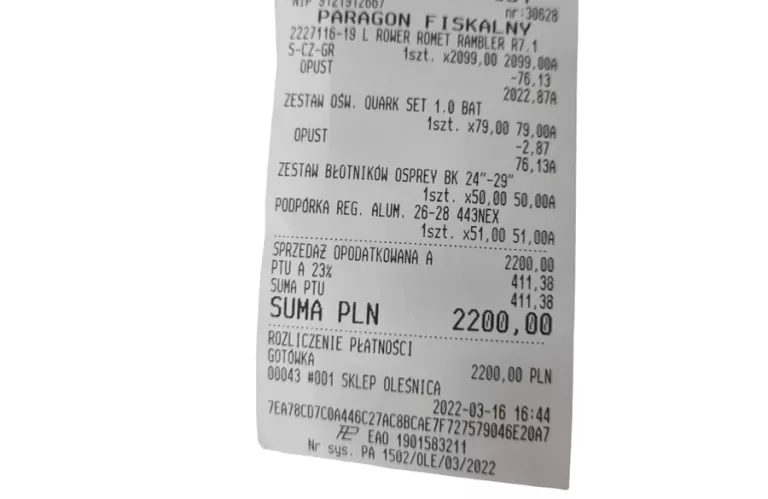 NIP 9121912667
nr:30628
PARAGON FISKALNY
2227116-19 L ROWER ROMET RAMBLER R7.1
S-CZ-GR 1szt. x2099,00 2099,00A
OPUST -76,13
2022,87A
ZESTAW OŚW. QUARK SET 1.0 BAT
1szt. x79,00 79,00A
OPUST -2,87
76,13A
ZESTAW BŁOTNIKÓW OSPREY BK 24"-29"
1szt. x50,00 50,00A
PODPÓRKA REG. ALUM. 26-28 443NEX
1szt. x51,00 51,00A
SPRZEDAŻ OPODATKOWANA A 2200,00
PTU A 23% 411,38
SUMA PTU 411,38
SUMA PLN 2200,00
ROZLICZENIE PŁATNOŚCI
GOTÓWKA 2200,00 PLN
00043 #001 SKLEP OLEŚNICA
2022-03-16 16:44
7EA78CD7C0A446C27AC8BCAE7F727579046E20A7
EAO 1901583211
Nr sys. PA 1502/OLE/03/2022